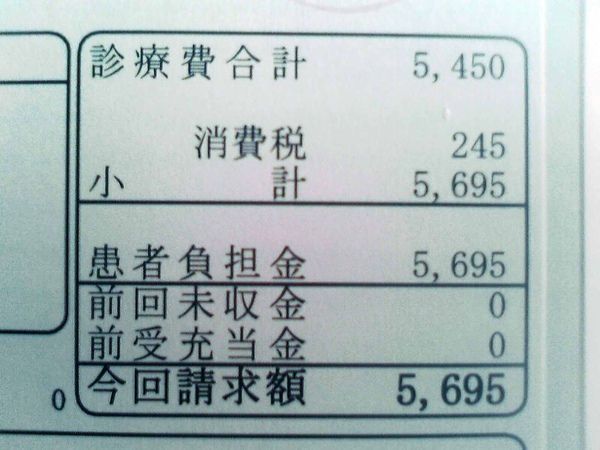 診療費合計 5,450
消費税 245
小計 5,695
患者負担金 5,695
前回未収金 0
前受充当金 0
0 今回請求額 5,695